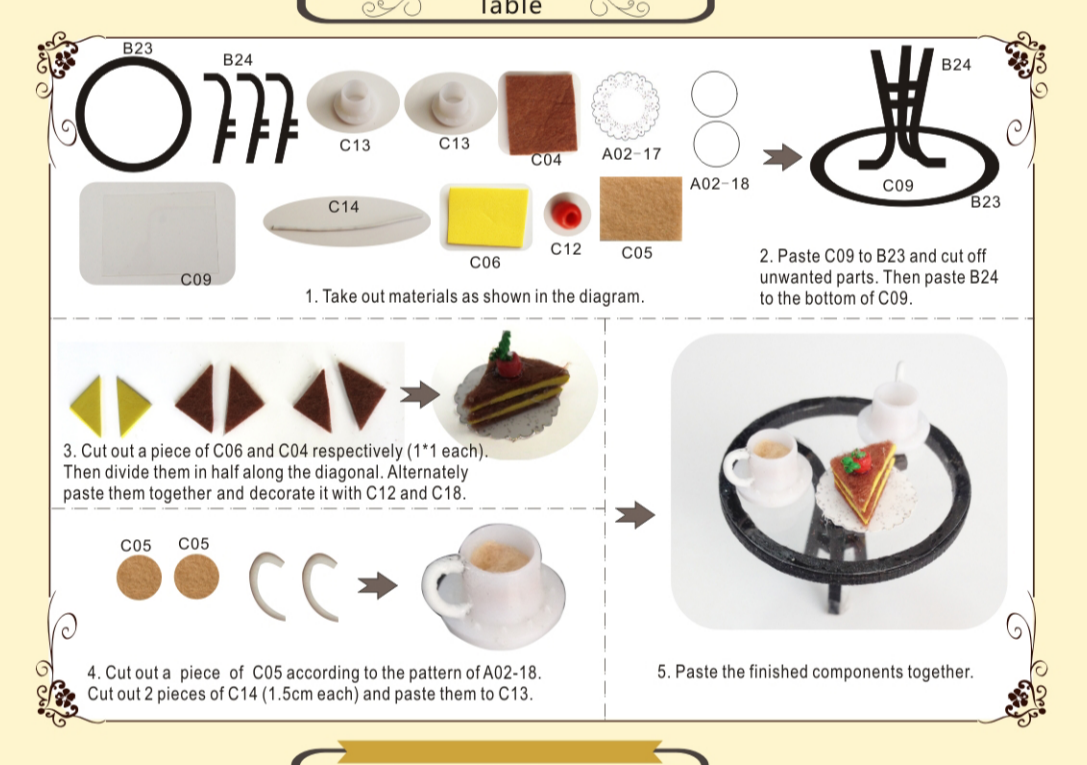 Table
B23
B24
C13
C13
C04
A02-17
A02-18
C09
C14
C06
C12
C05
1. Take out materials as shown in the diagram.
B24
C09
B23
2. Paste C09 to B23 and cut off
unwanted parts. Then paste B24
to the bottom of C09.
3. Cut out a piece of C06 and C04 respectively (1*1 each).
Then divide them in half along the diagonal. Alternately
paste them together and decorate it with C12 and C18.
C05
C05
4. Cut out a piece of C05 according to the pattern of A02-18.
Cut out 2 pieces of C14 (1.5cm each) and paste them to C13.
5. Paste the finished components together.